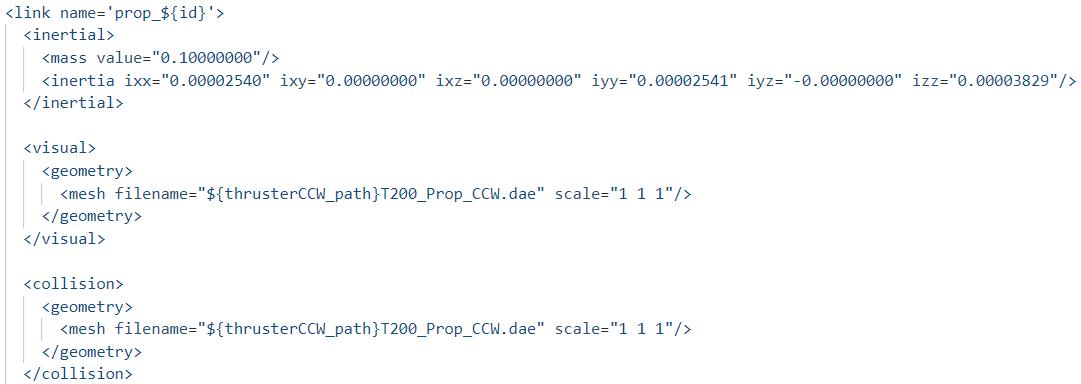 <link name='prop_${id}'>
<inertial>
<mass value="0.10000000"/>
<inertia ixx="0.00002540" ixy="0.00000000" ixz="0.00000000" iyy="0.00002541" iyz="-0.00000000" izz="0.00003829"/>
</inertial>
<visual>
<geometry>
<mesh filename="${thrusterCCW_path}T200_Prop_CCW.dae" scale="1 1 1"/>
</geometry>
</visual>
<collision>
<geometry>
<mesh filename="${thrusterCCW_path}T200_Prop_CCW.dae" scale="1 1 1"/>
</geometry>
</collision>